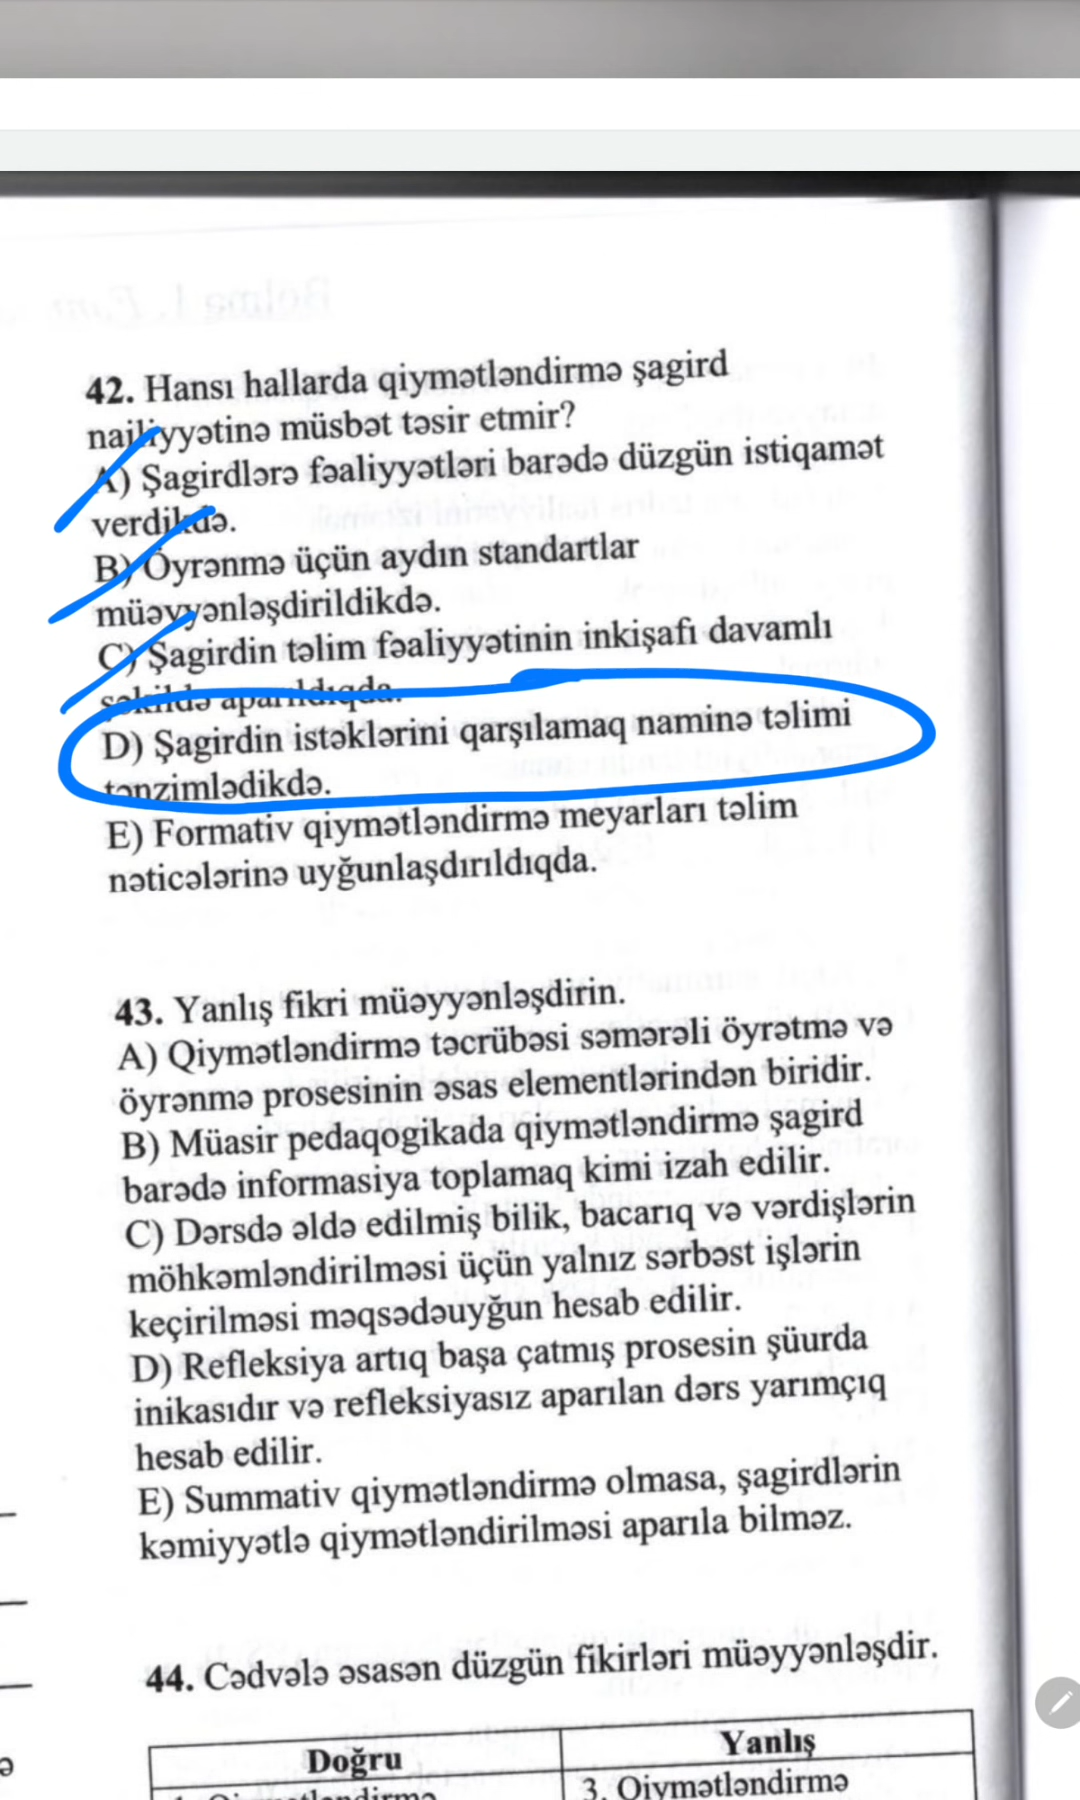 42. Hansı hallarda qiymətləndirmə şagird
nailiyyətinə müsbət təsir etmir?
A) Şagirdlərə fəaliyyətləri barədə düzgün istiqamət
verdikdə.
B) Öyrənmə üçün aydın standartlar
müəyyənləşdirildikdə.
C) Şagirdin təlim fəaliyyətinin inkişafı davamlı
şəkildə aparıldıqda.
D) Şagirdin istəklərini qarşılamaq naminə təlimi
tənzimlədikdə.
E) Formativ qiymətləndirmə meyarları təlim
nəticələrinə uyğunlaşdırıldıqda.
43. Yanlış fikri müəyyənləşdirin.
A) Qiymətləndirmə təcrübəsi səmərəli öyrətmə və
öyrənmə prosesinin əsas elementlərindən biridir.
B) Müasir pedaqogikada qiymətləndirmə şagird
barədə informasiya toplamaq kimi izah edilir.
C) Dərsdə əldə edilmiş bilik, bacarıq və vərdişlərin
möhkəmləndirilməsi üçün yalnız sərbəst işlərin
keçirilməsi məqsədəuyğun hesab edilir.
D) Refleksiya artıq başa çatmış prosesin şüurda
inikasıdır və refleksiyasız aparılan dərs yarımçıq
hesab edilir.
E) Summativ qiymətləndirmə olmasa, şagirdlərin
kəmiyyətlə qiymətləndirilməsi aparıla bilməz.
44. Cədvələ əsasən düzgün fikirləri müəyyənləşdir.
Doğru Yanlış
3. Qiymətləndirmə